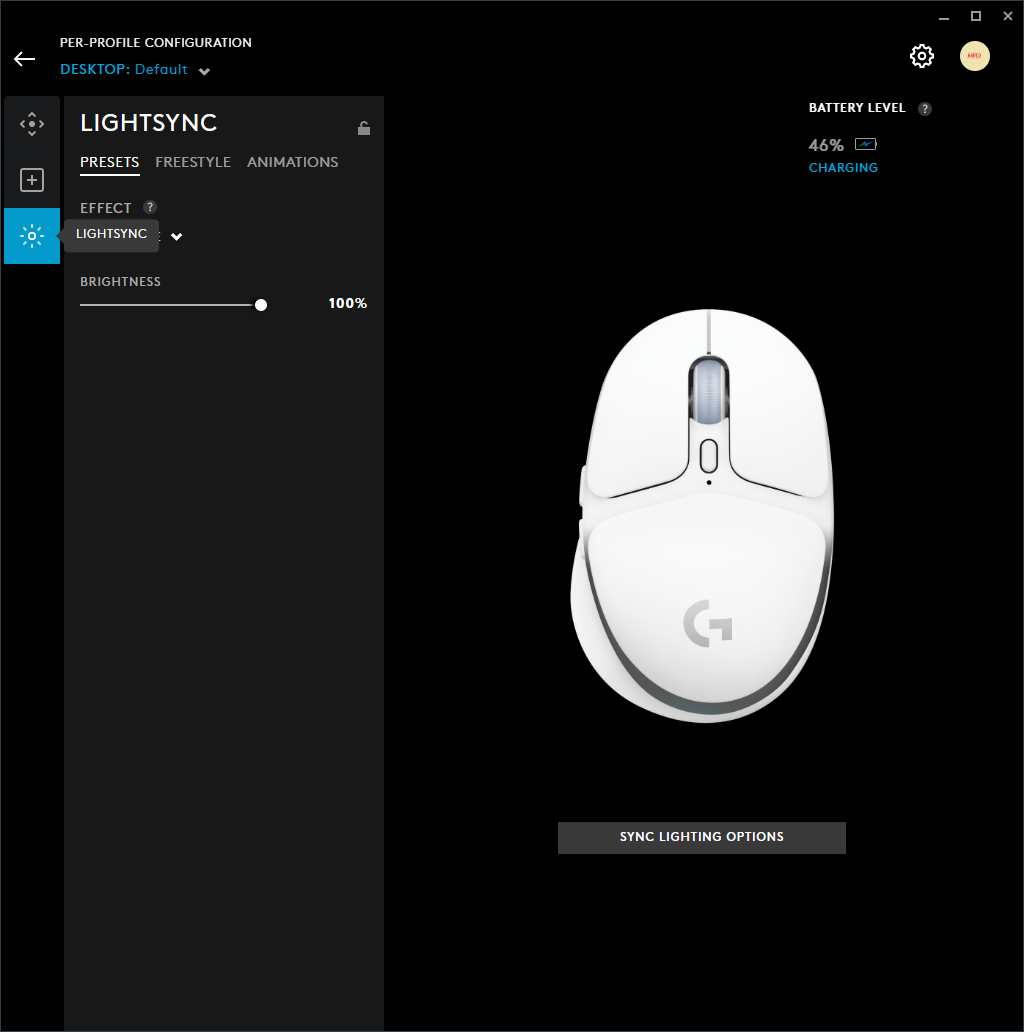 PER-PROFILE CONFIGURATION
DESKTOP: Default
LIGHTSYNC
PRESETS FREESTYLE ANIMATIONS
EFFECT ?
LIGHTSYNC
BRIGHTNESS
100%
BATTERY LEVEL ?
46%
CHARGING
G
SYNC LIGHTING OPTIONS